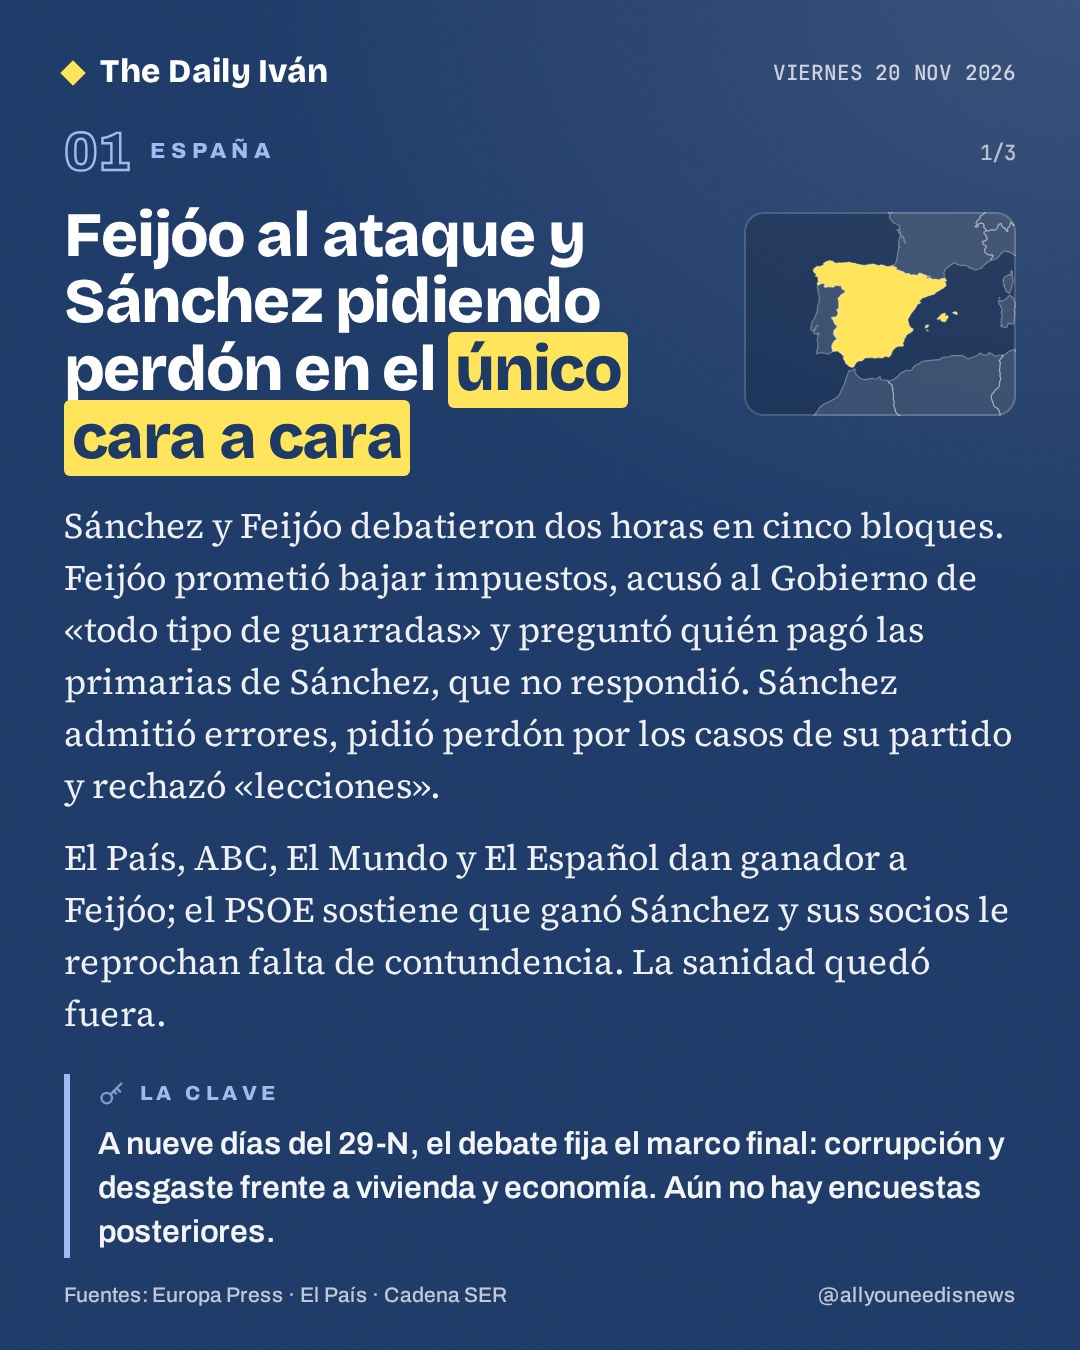 The Daily Iván
VIERNES 20 NOV 2026
01 ESPAÑA
1/3
Feijóo al ataque y
Sánchez pidiendo
perdón en el único
cara a cara
Sánchez y Feijóo debatieron dos horas en cinco bloques.
Feijóo prometió bajar impuestos, acusó al Gobierno de
«todo tipo de guarradas» y preguntó quién pagó las
primarias de Sánchez, que no respondió. Sánchez
admitió errores, pidió perdón por los casos de su partido
y rechazó «lecciones».
El País, ABC, El Mundo y El Español dan ganador a
Feijóo; el PSOE sostiene que ganó Sánchez y sus socios le
reprochan falta de contundencia. La sanidad quedó
fuera.
LA CLAVE
A nueve días del 29-N, el debate fija el marco final: corrupción y
desgaste frente a vivienda y economía. Aún no hay encuestas
posteriores.
Fuentes: Europa Press · El País · Cadena SER
@allyouneedisnews